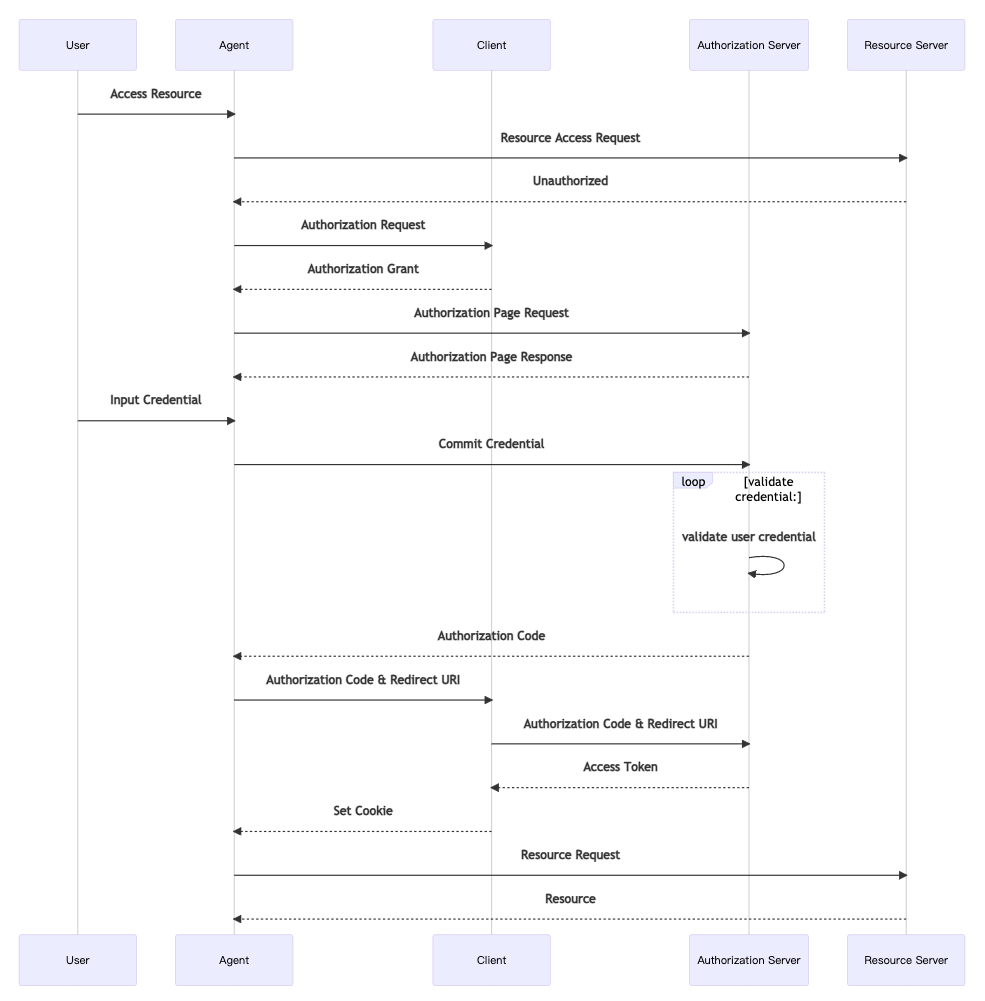 User
Agent
Client
Authorization Server
Resource Server
Access Resource
Resource Access Request
Unauthorized
Authorization Request
Authorization Grant
Authorization Page Request
Authorization Page Response
Input Credential
Commit Credential
loop
[validate
credential:]
validate user credential
Authorization Code
Authorization Code & Redirect URI
Authorization Code & Redirect URI
Access Token
Set Cookie
Resource Request
Resource
User
Agent
Client
Authorization Server
Resource Server